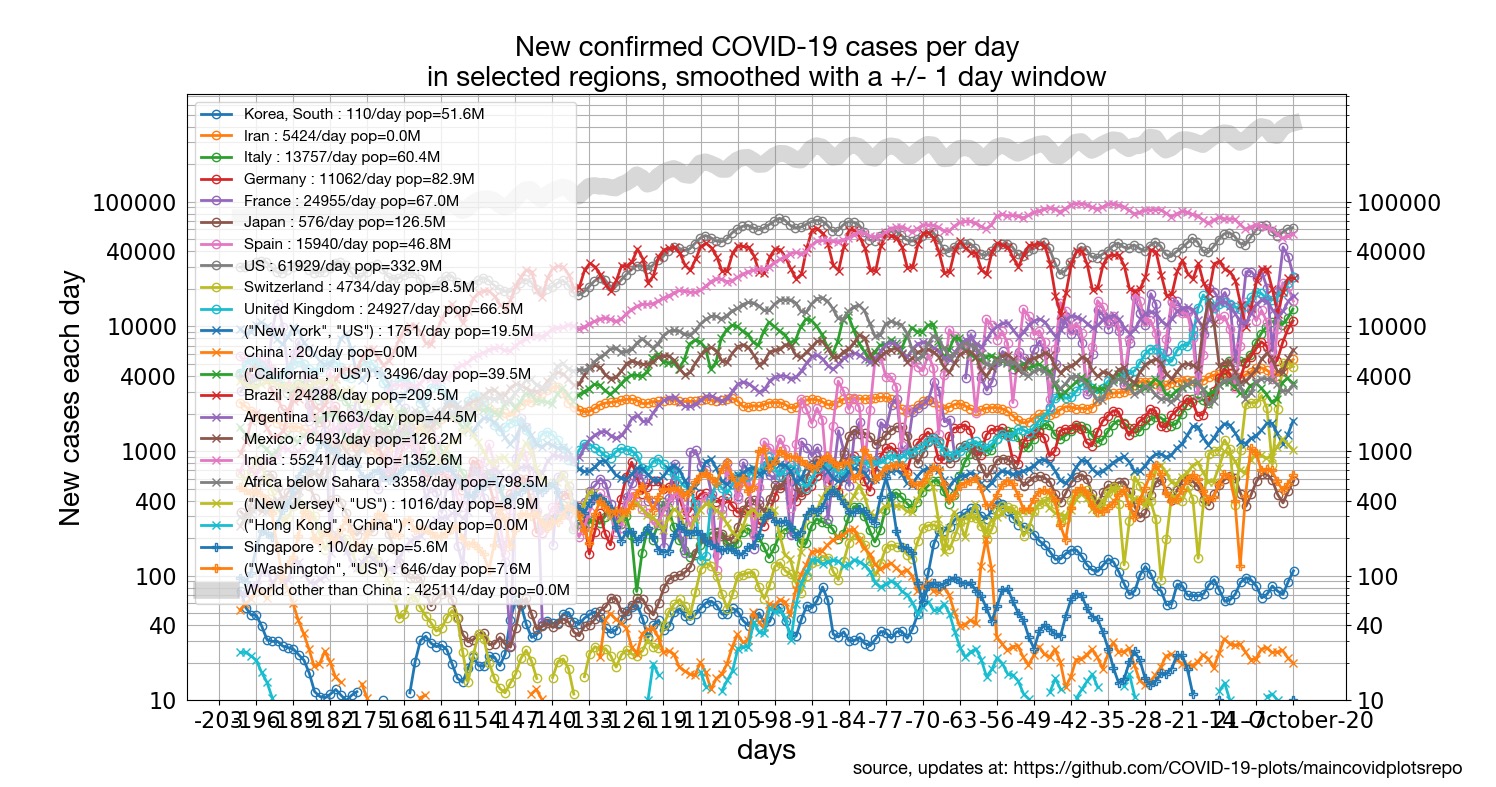 New confirmed COVID-19 cases per day
in selected regions, smoothed with a +/- 1 day window
Korea, South : 110/day pop=51.6M
Iran : 5424/day pop=0.0M
Italy : 13757/day pop=60.4M
Germany : 11062/day pop=82.9M
France : 24955/day pop=67.0M
Japan : 576/day pop=126.5M
Spain : 15940/day pop=46.8M
US : 61929/day pop=332.9M
Switzerland : 4734/day pop=8.5M
United Kingdom : 24927/day pop=66.5M
("New York", "US") : 1751/day pop=19.5M
China : 20/day pop=0.0M
("California", "US") : 3496/day pop=39.5M
Brazil : 24288/day pop=209.5M
Argentina : 17663/day pop=44.5M
Mexico : 6493/day pop=126.2M
India : 55241/day pop=1352.6M
Africa below Sahara : 3358/day pop=798.5M
("New Jersey", "US") : 1016/day pop=8.9M
("Hong Kong", "China") : 0/day pop=0.0M
Singapore : 10/day pop=5.6M
("Washington", "US") : 646/day pop=7.6M
World other than China : 425114/day pop=0.0M
New cases each day
100000
40000
10000
4000
1000
400
100
40
10
100000
40000
10000
4000
1000
400
100
40
10
-203 -196 -189 -182 -175 -168 -161 -154 -147 -140 -133 -126 -119 -112 -105 -98 -91 -84 -77 -70 -63 -56 -49 -42 -35 -28 -21 -14 -7 October-20
days
source, updates at: https://github.com/COVID-19-plots/maincovidplotsrepo